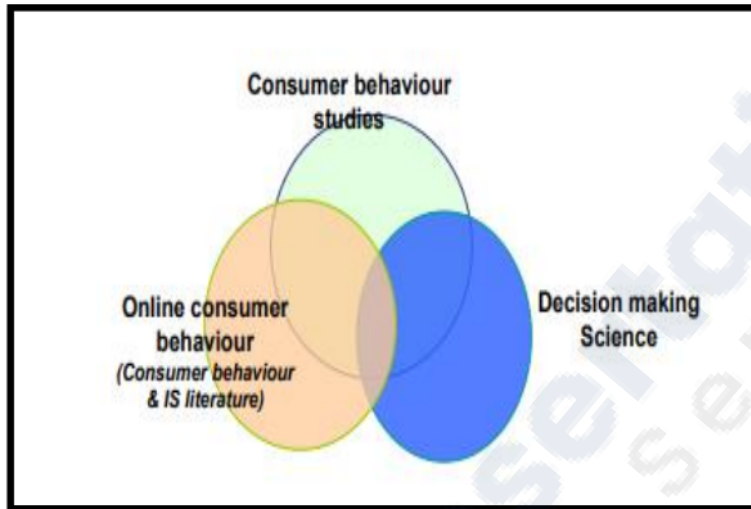 Consumer behaviour
studies
Online consumer
behaviour
(Consumer behaviour
& IS literature)
Decision making
Science